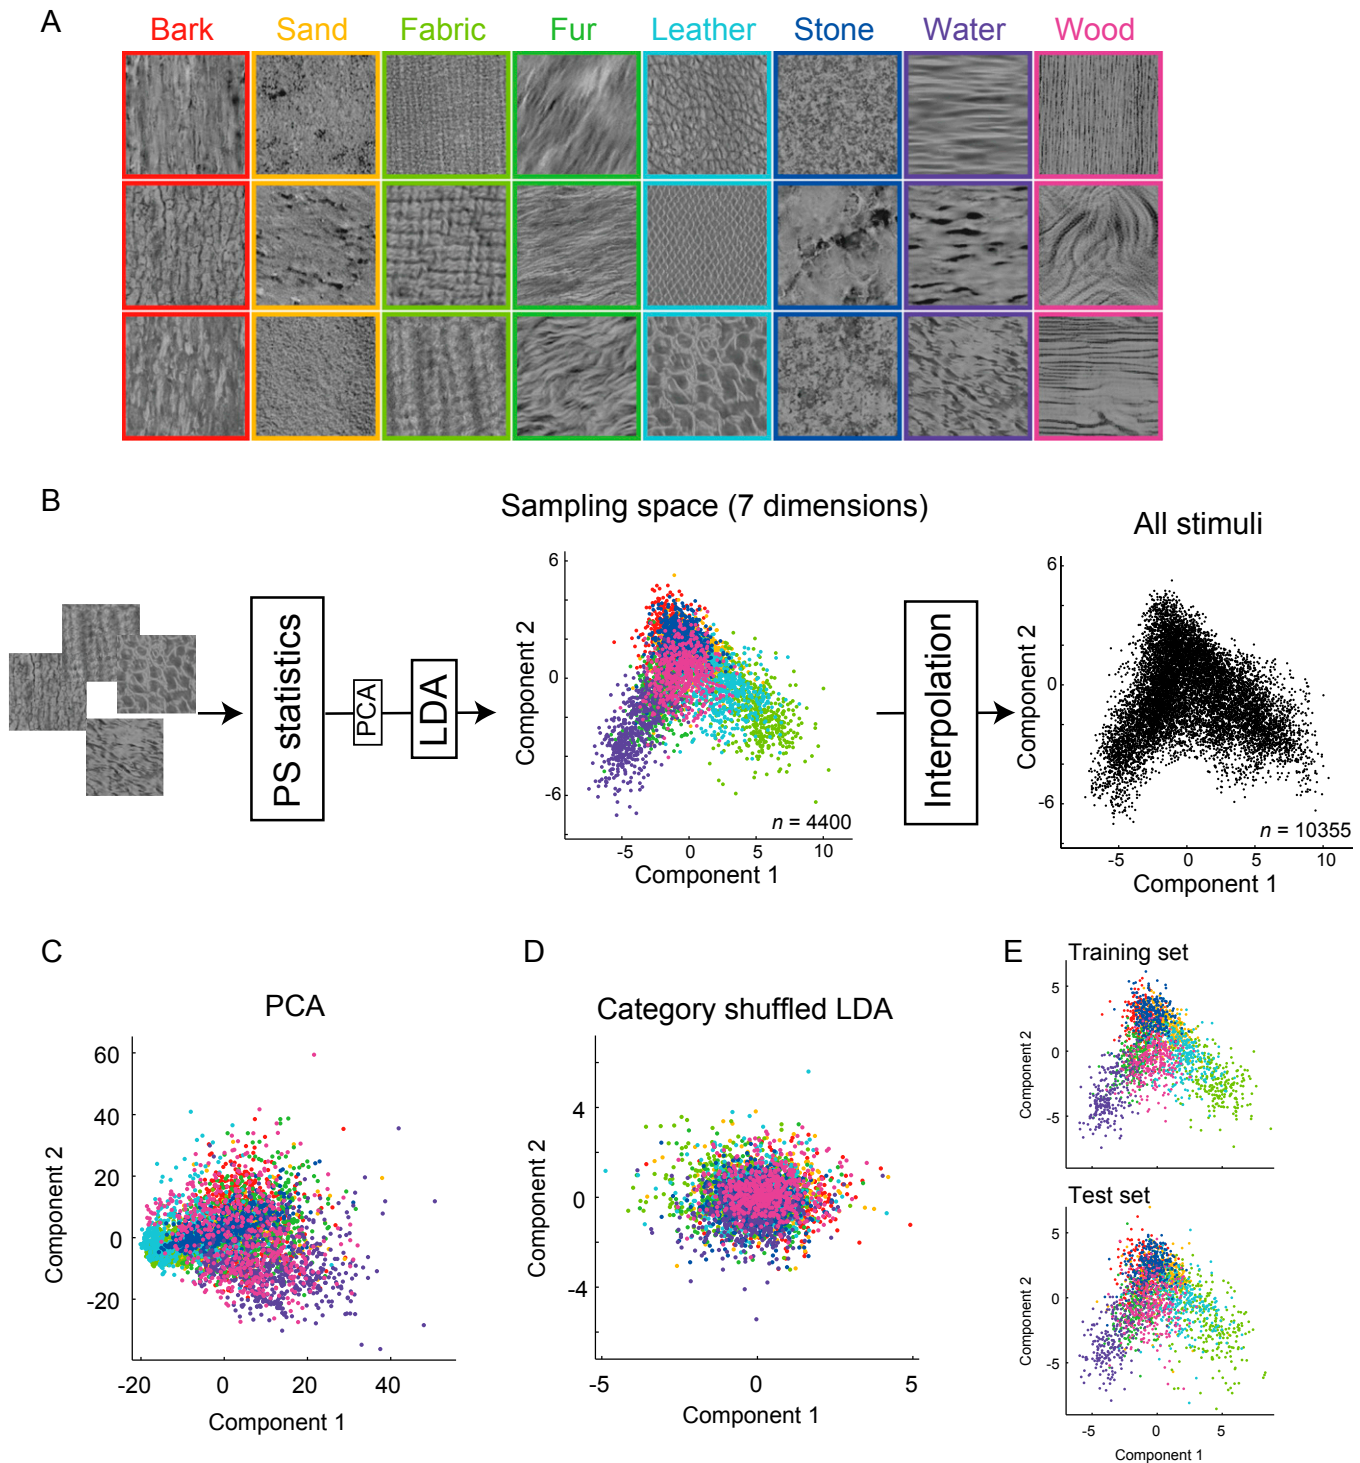 A
Bark Sand Fabric Fur Leather Stone Water Wood
B
Sampling space (7 dimensions)
All stimuli
PS statistics
PCA
LDA
Interpolation
6
0
-6
Component 2
n = 4400
-5 0 5 10
Component 1
6
0
-6
Component 2
n = 10355
-5 0 5 10
Component 1
C
PCA
60
40
20
0
-20
Component 2
-20 0 20 40
Component 1
D
Category shuffled LDA
4
0
-4
Component 2
-5 0 5
Component 1
E
Training set
5
0
-5
Component 2
Test set
5
0
-5
Component 2
-5 0 5
Component 1